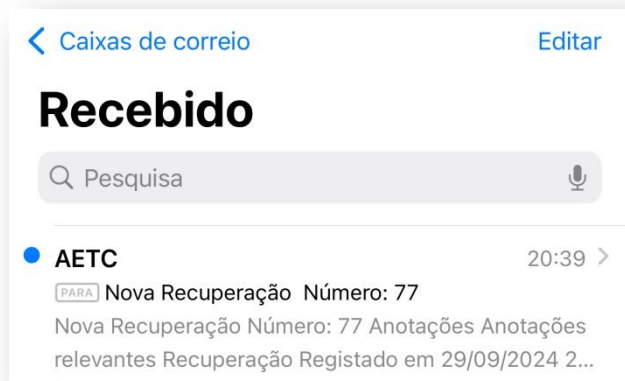 Caixas de correio
Editar
Recebido
Pesquisa
AETC
20:39
PARA Nova Recuperação Número: 77
Nova Recuperação Número: 77 Anotações Anotações
relevantes Recuperação Registado em 29/09/2024 2...